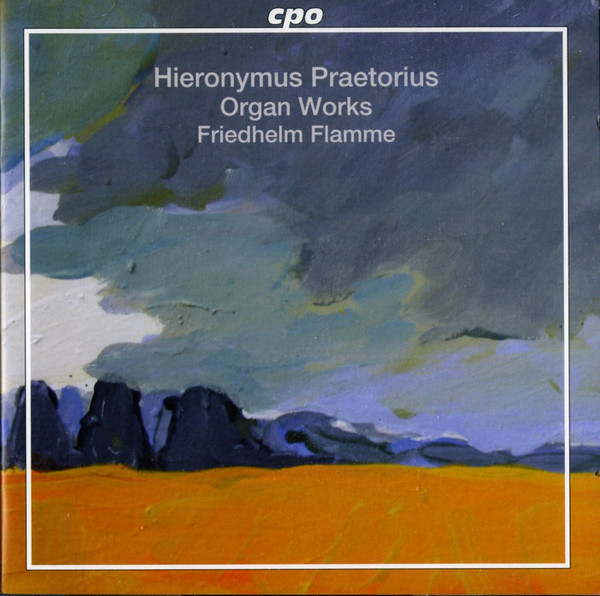 cpo
Hieronymus Praetorius
Organ Works
Friedhelm Flamme